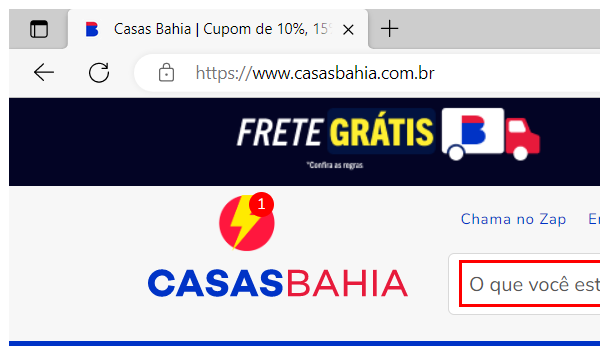 Casas Bahia | Cupom de 10%, 15%
https://www.casasbahia.com.br
FRETE GRÁTIS
B
*Confira as regras
1
Chama no Zap
CASASBAHIA
O que você est